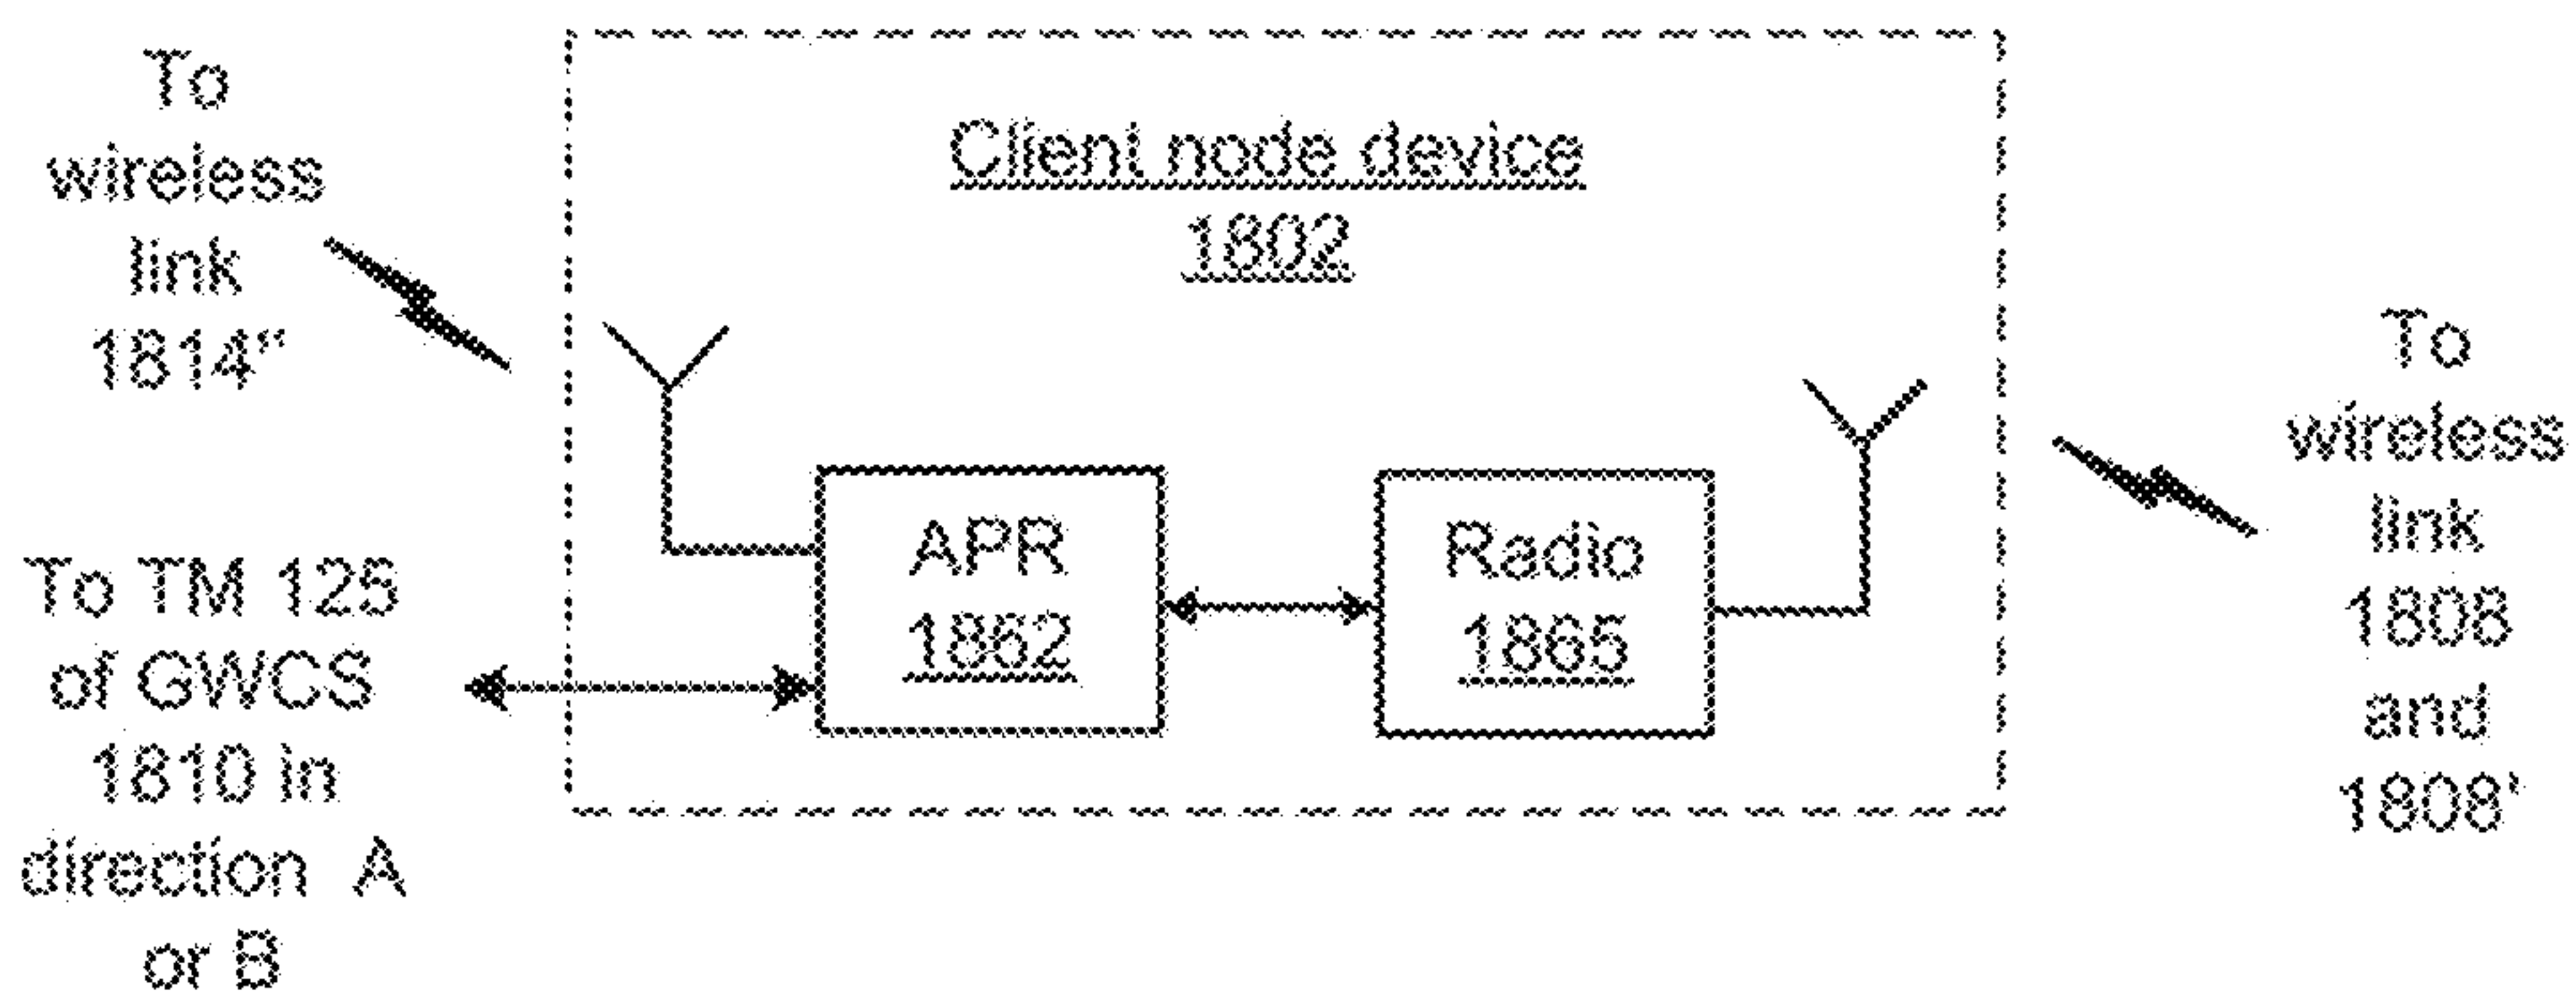 To
wireless
link
1814"
To TM 125
of GWCS
1810 in
direction A
or B
Client node device
1802
APR
1862
Radio
1865
To
wireless
link
1808
and
1808'